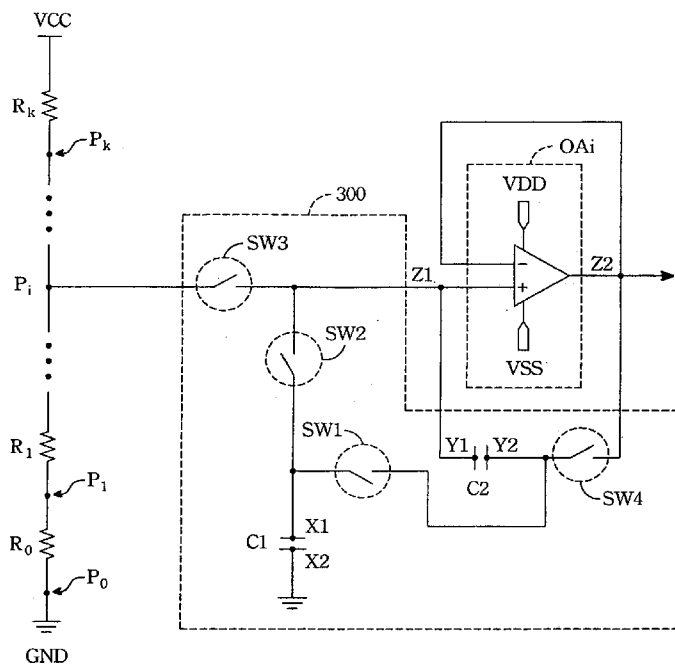 VCC
R_k
P_k
OAi
VDD
300
SW3
P_i
Z1
−
+
Z2
SW2
VSS
SW1
R_1
Y1
Y2
C2
SW4
P_1
X1
C1
X2
R_0
P_0
GND